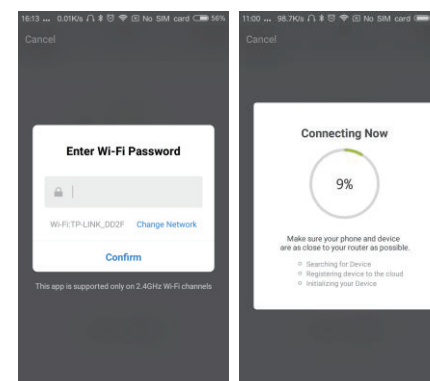 16:13 ... 0.01K/s No SIM card 56%
Cancel
Enter Wi-Fi Password
Wi-Fi:TP-LINK_DD2F Change Network
Confirm
This app is supported only on 2.4GHz Wi-Fi channels
11:00 ... 98.7K/s No SIM card
Cancel
Connecting Now
9%
Make sure your phone and device
are as close to your router as possible.
Searching for Device
Registering device to the cloud
Initializing your Device